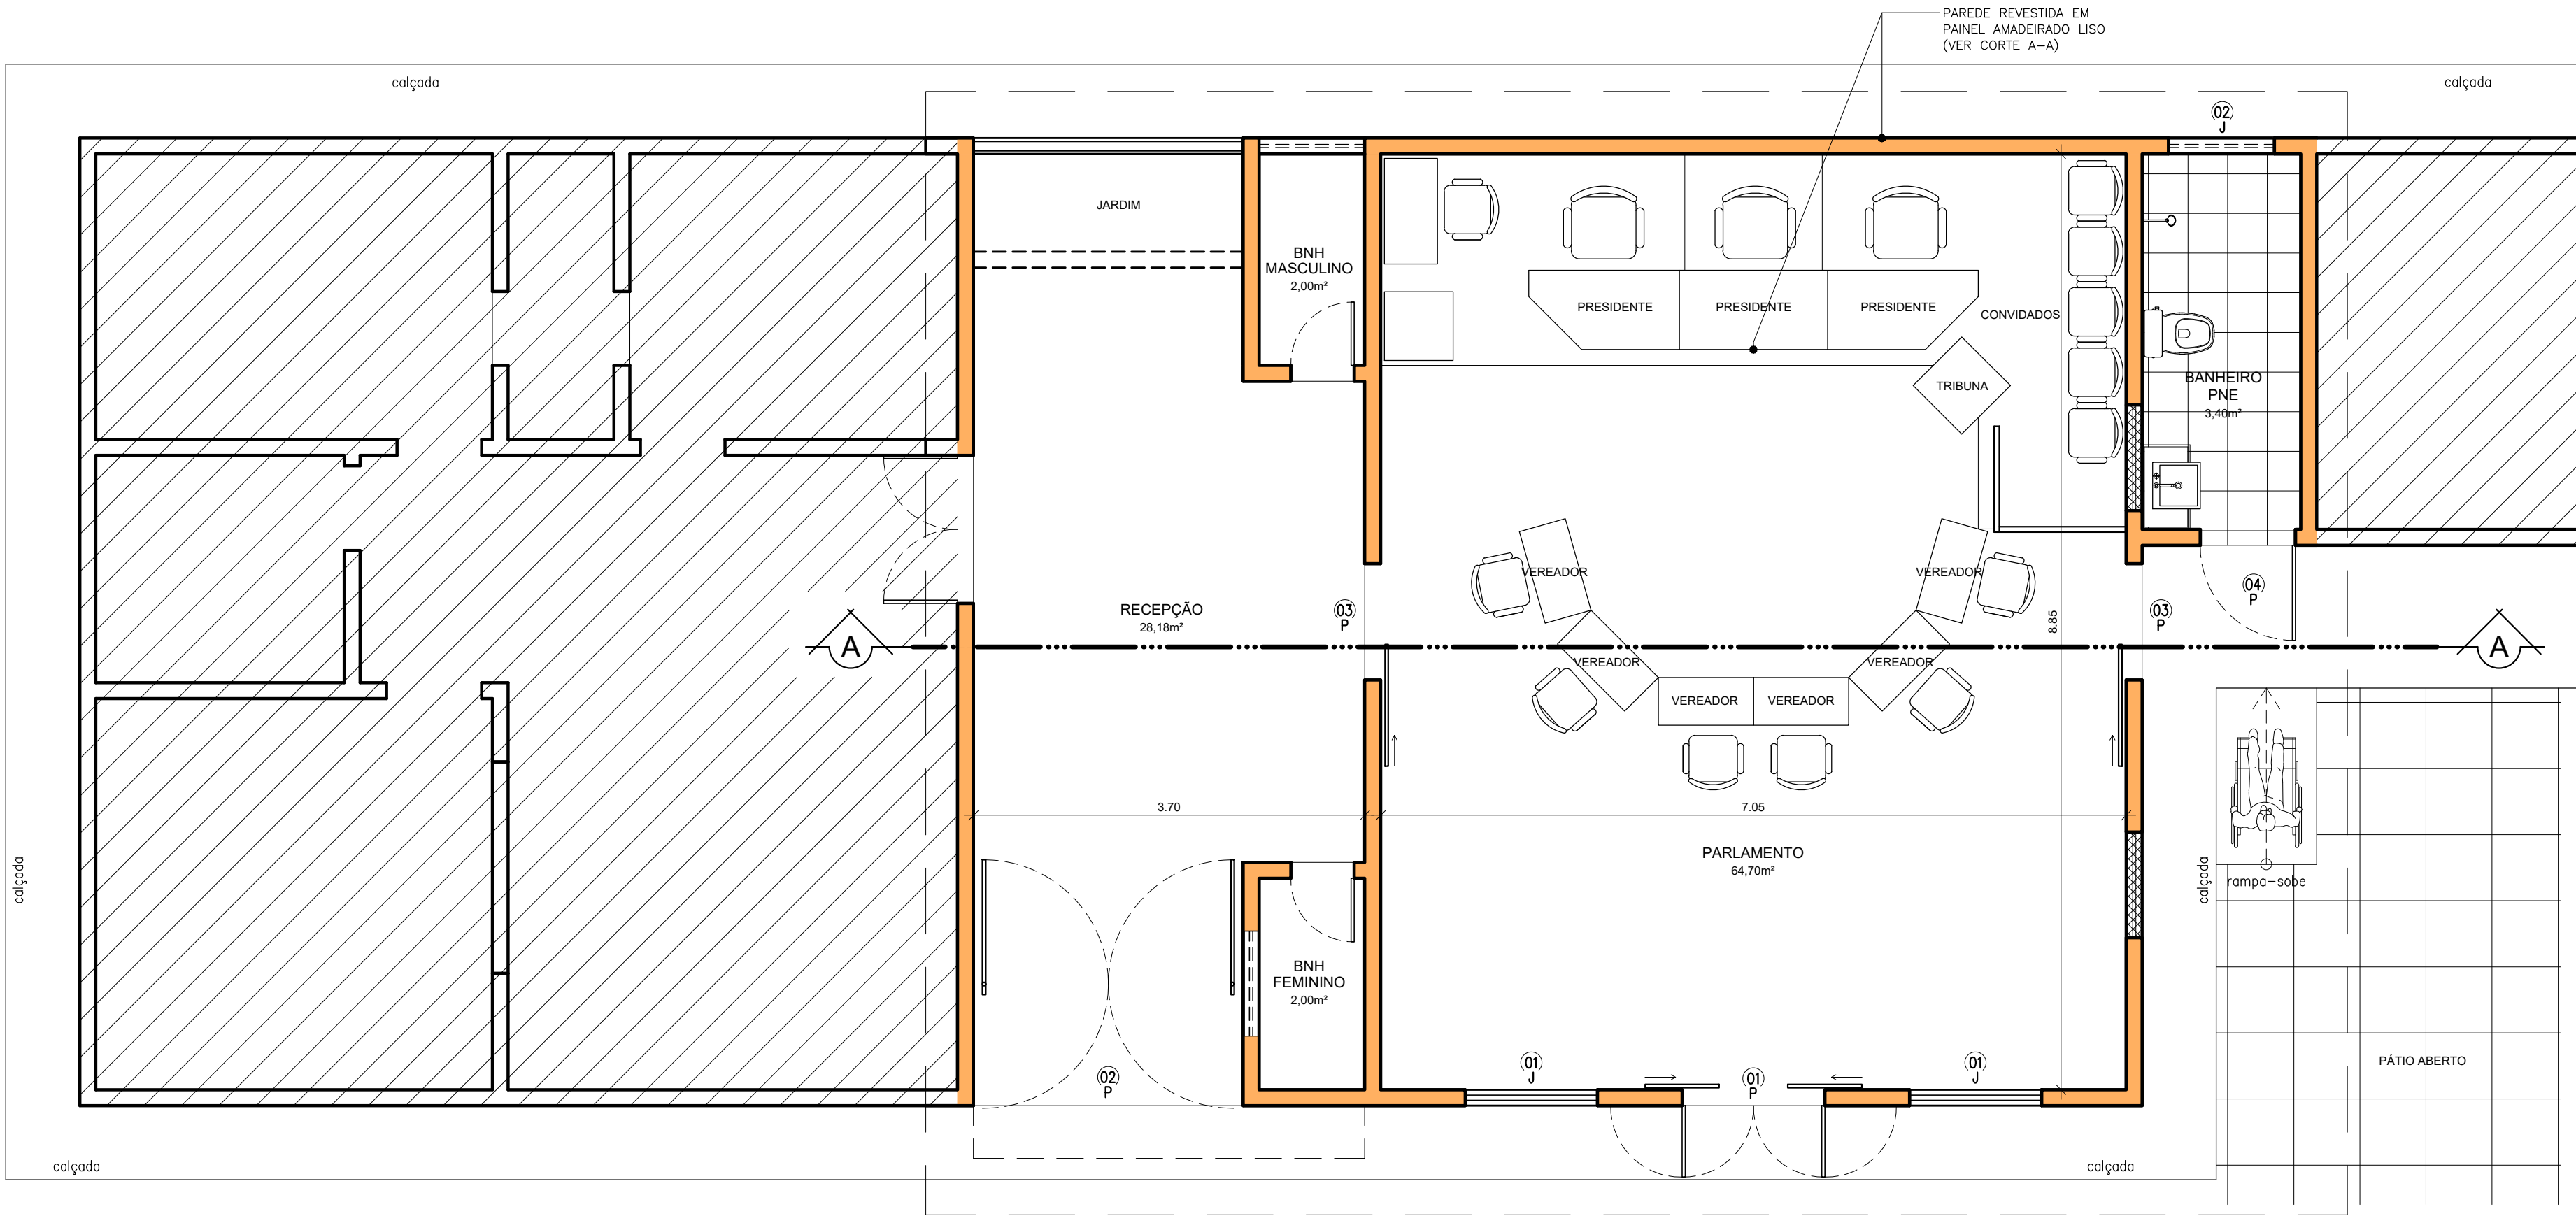 PAREDE REVESTIDA EM
PAINEL AMADEIRADO LISO
(VER CORTE A-A)
calçada
calçada
02
J
JARDIM
BNH
MASCULINO
2,00m²
PRESIDENTE
PRESIDENTE
PRESIDENTE
CONVIDADOS
TRIBUNA
BANHEIRO
PNE
3,40m²
VEREADOR
VEREADOR
RECEPÇÃO
28,18m²
03
P
8.85
03
P
04
P
A
A
VEREADOR
VEREADOR
VEREADOR
VEREADOR
3.70
7.05
PARLAMENTO
64,70m²
calçada
calçada
rampa-sobe
BNH
FEMININO
2,00m²
02
P
01
J
01
P
01
J
PÁTIO ABERTO
calçada
calçada